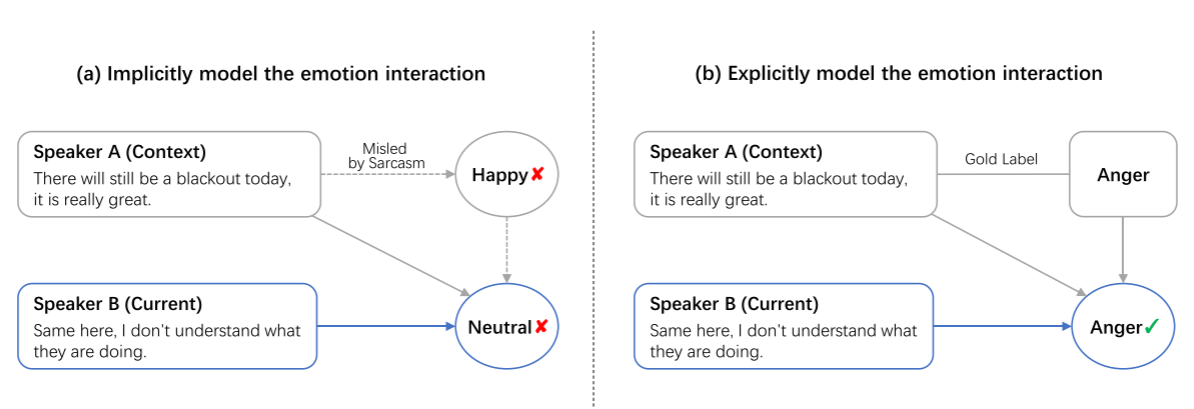 (a) Implicitly model the emotion interaction
Speaker A (Context)
There will still be a blackout today,
it is really great.
Misled
by Sarcasm
Happy✘
Speaker B (Current)
Same here, I don't understand what
they are doing.
Neutral✘
(b) Explicitly model the emotion interaction
Speaker A (Context)
There will still be a blackout today,
it is really great.
Gold Label
Anger
Speaker B (Current)
Same here, I don't understand what
they are doing.
Anger✓